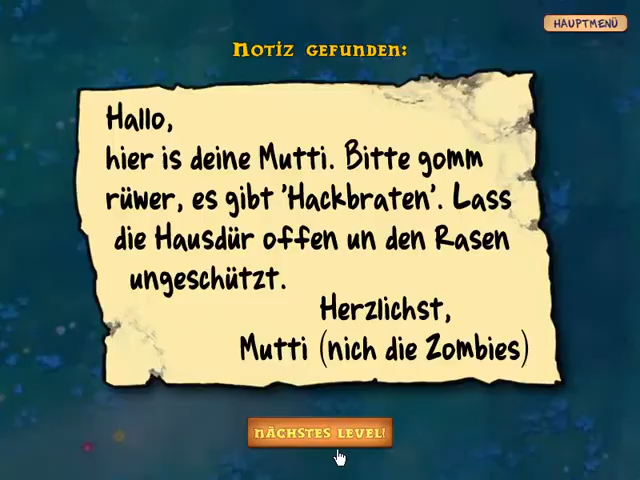 HAUPTMENÜ
NOTIZ GEFUNDEN:
Hallo,
hier is deine Mutti. Bitte gomm
rüwer, es gibt 'Hackbraten'. Lass
die Hausdür offen un den Rasen
ungeschützt.
Herzlichst,
Mutti (nich die Zombies)
NÄCHSTES LEVEL!